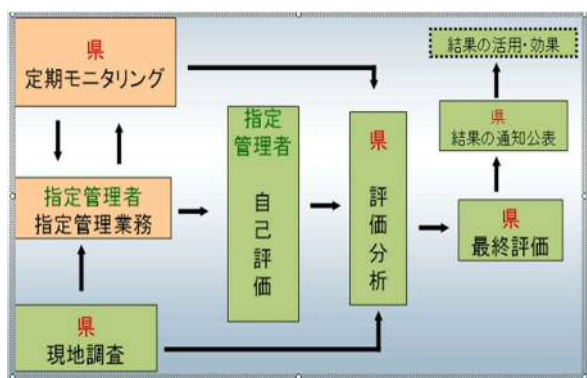 県
定期モニタリング
指定管理者
指定管理業務
県
現地調査
指定
管理者
自己評価
県
評価分析
県
最終評価
県
結果の通知公表
結果の活用・効果